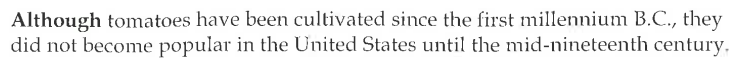 Although tomatoes have been cultivated since the first millennium B.C., they
did not become popular in the United States until the mid-nineteenth century.